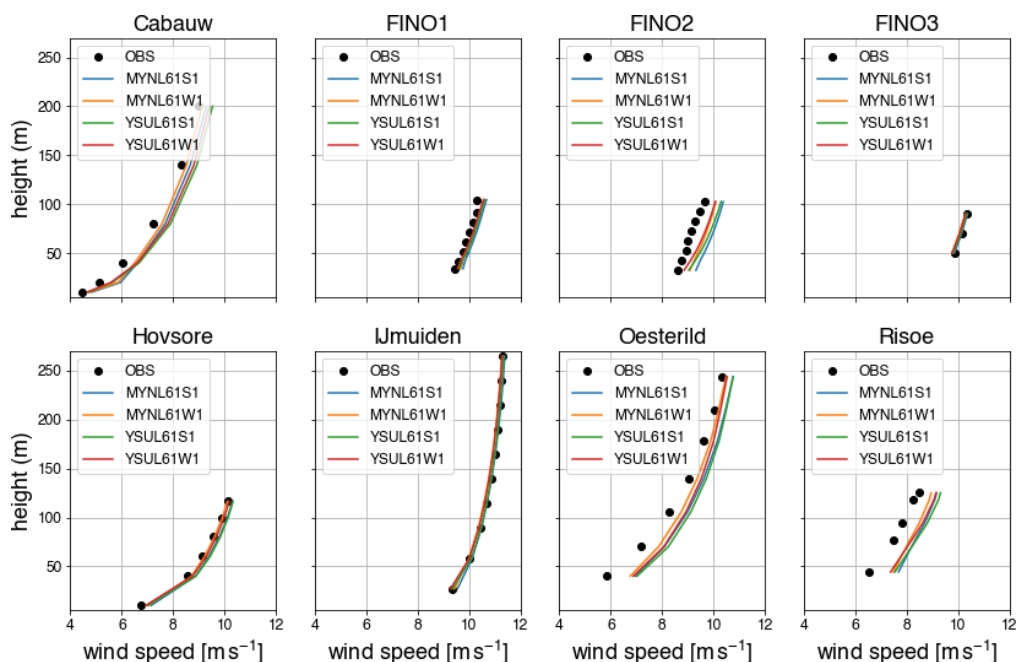 Cabauw
FINO1
FINO2
FINO3
height (m)
250
200
150
100
50
OBS
MYNL61S1
MYNL61W1
YSUL61S1
YSUL61W1
OBS
MYNL61S1
MYNL61W1
YSUL61S1
YSUL61W1
OBS
MYNL61S1
MYNL61W1
YSUL61S1
YSUL61W1
OBS
MYNL61S1
MYNL61W1
YSUL61S1
YSUL61W1
Hovsore
IJmuiden
Oesterild
Risoe
height (m)
250
200
150
100
50
OBS
MYNL61S1
MYNL61W1
YSUL61S1
YSUL61W1
OBS
MYNL61S1
MYNL61W1
YSUL61S1
YSUL61W1
OBS
MYNL61S1
MYNL61W1
YSUL61S1
YSUL61W1
OBS
MYNL61S1
MYNL61W1
YSUL61S1
YSUL61W1
4 6 8 10 12
4 6 8 10 12
4 6 8 10 12
4 6 8 10 12
wind speed [m s⁻¹]
wind speed [m s⁻¹]
wind speed [m s⁻¹]
wind speed [m s⁻¹]